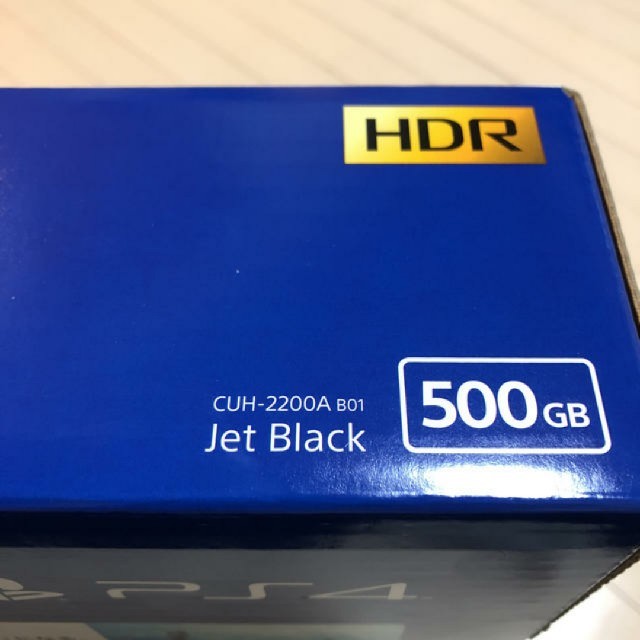 HDR
CUH-2200A B01
Jet Black
500GB
PS4